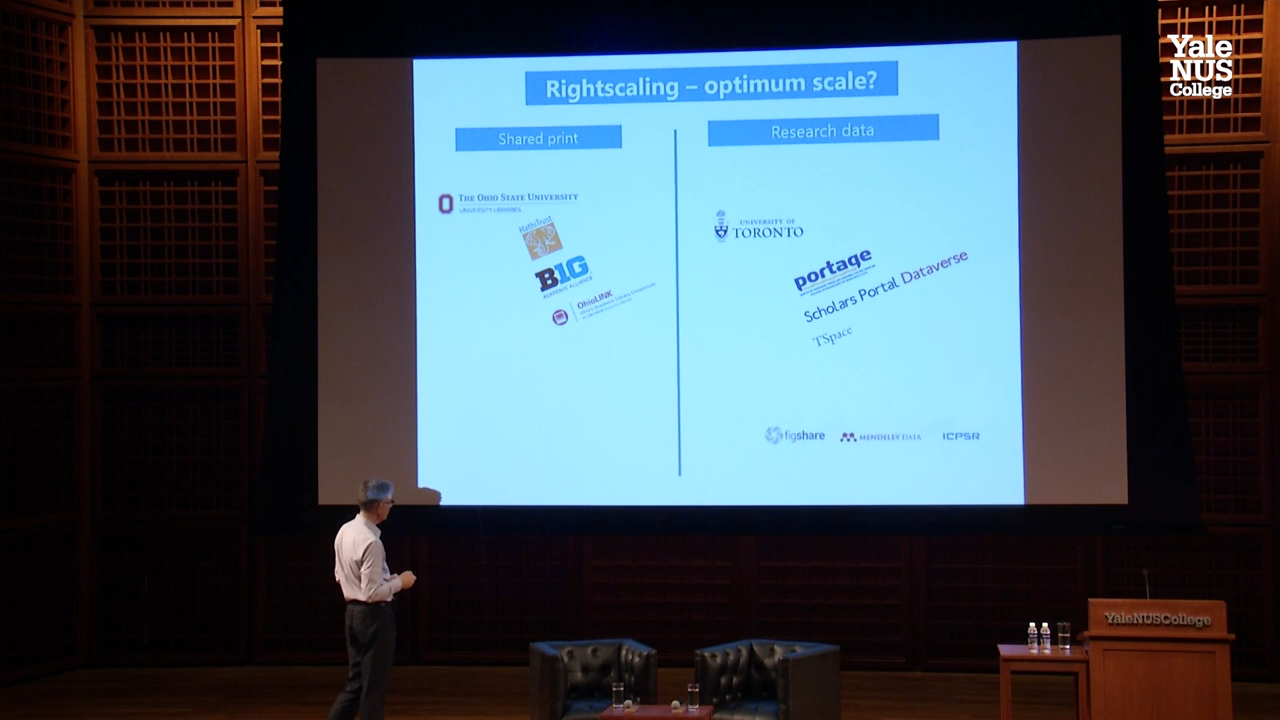 Yale
NUS
College
Rightscaling – optimum scale?
Shared print
Research data
THE OHIO STATE UNIVERSITY
UNIVERSITY LIBRARIES
HathiTrust
B1G
ACADEMIC ALLIANCE
OhioLINK
UNIVERSITY OF
TORONTO
portage
Scholars Portal Dataverse
TSpace
figshare
MENDELEY DATA
ICPSR
YaleNUSCollege